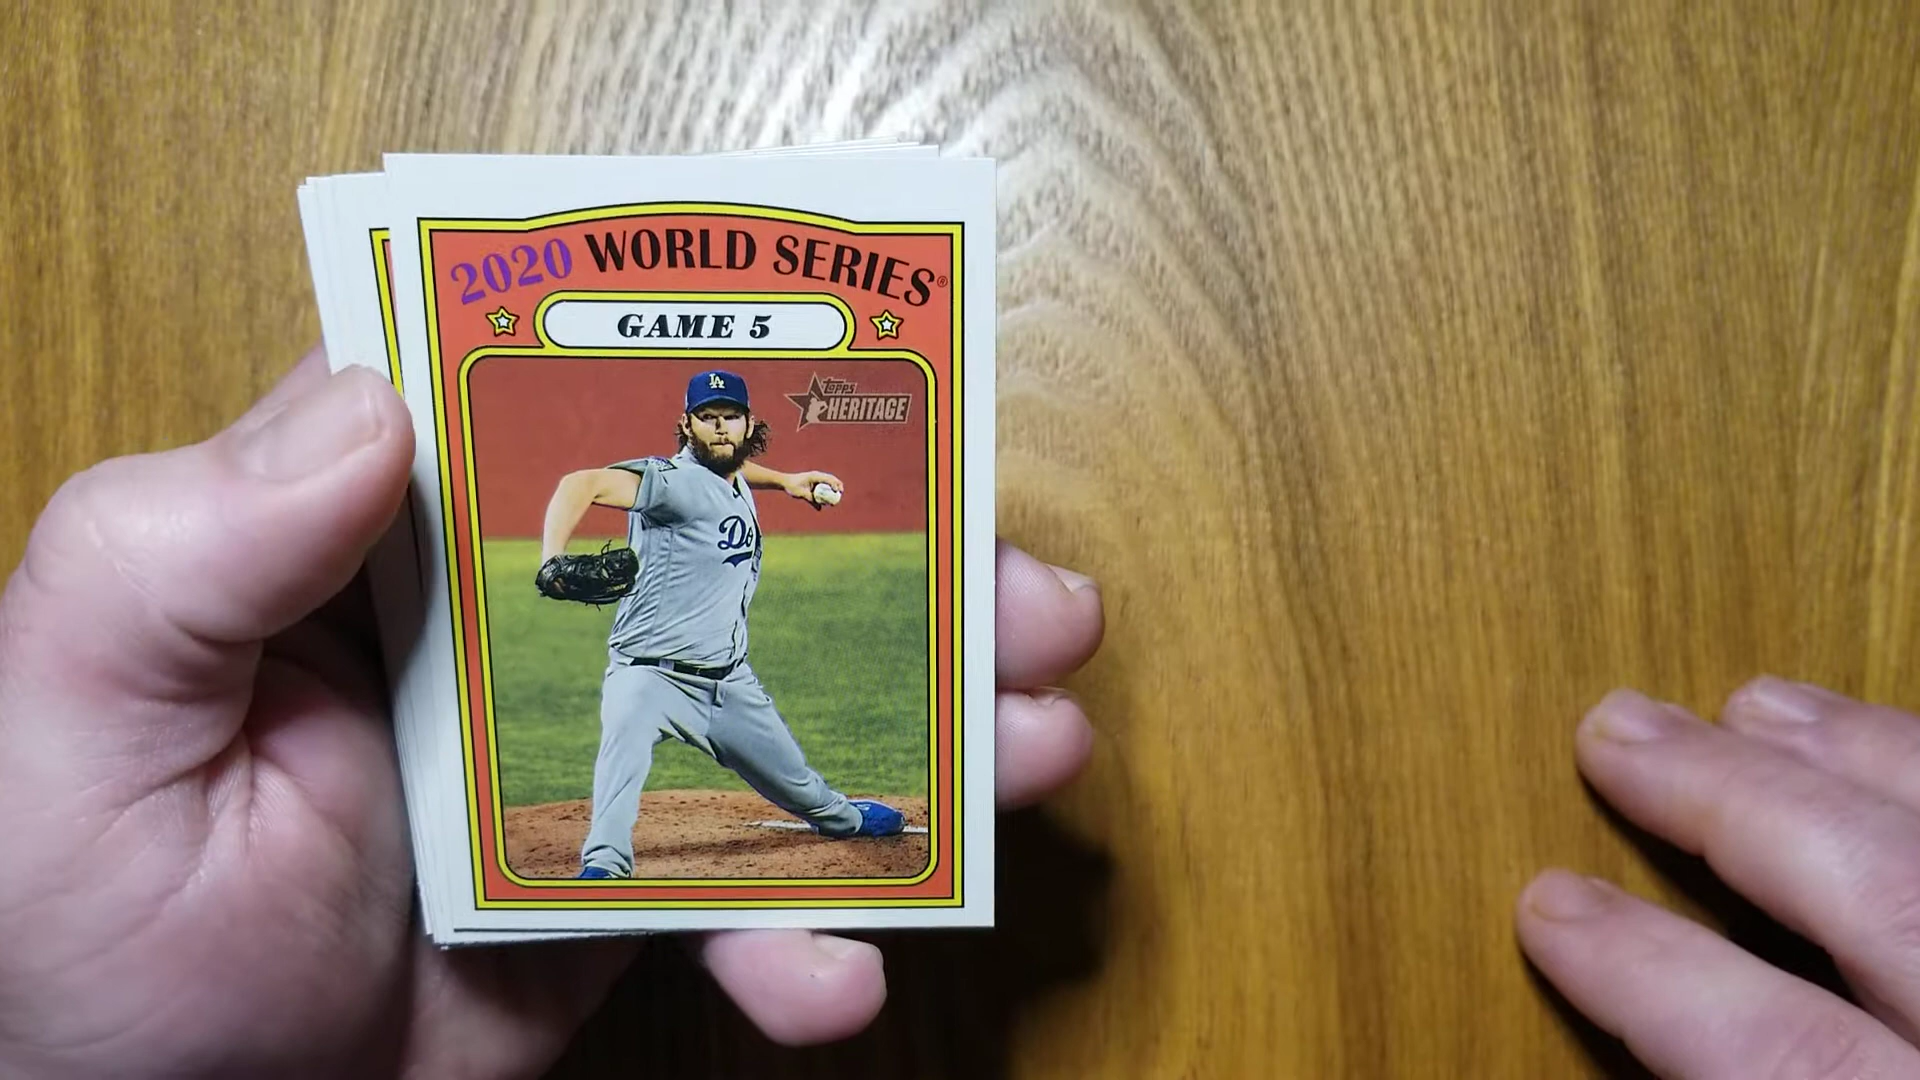 2020 WORLD SERIES®
GAME 5
Topps
HERITAGE
LA
Do